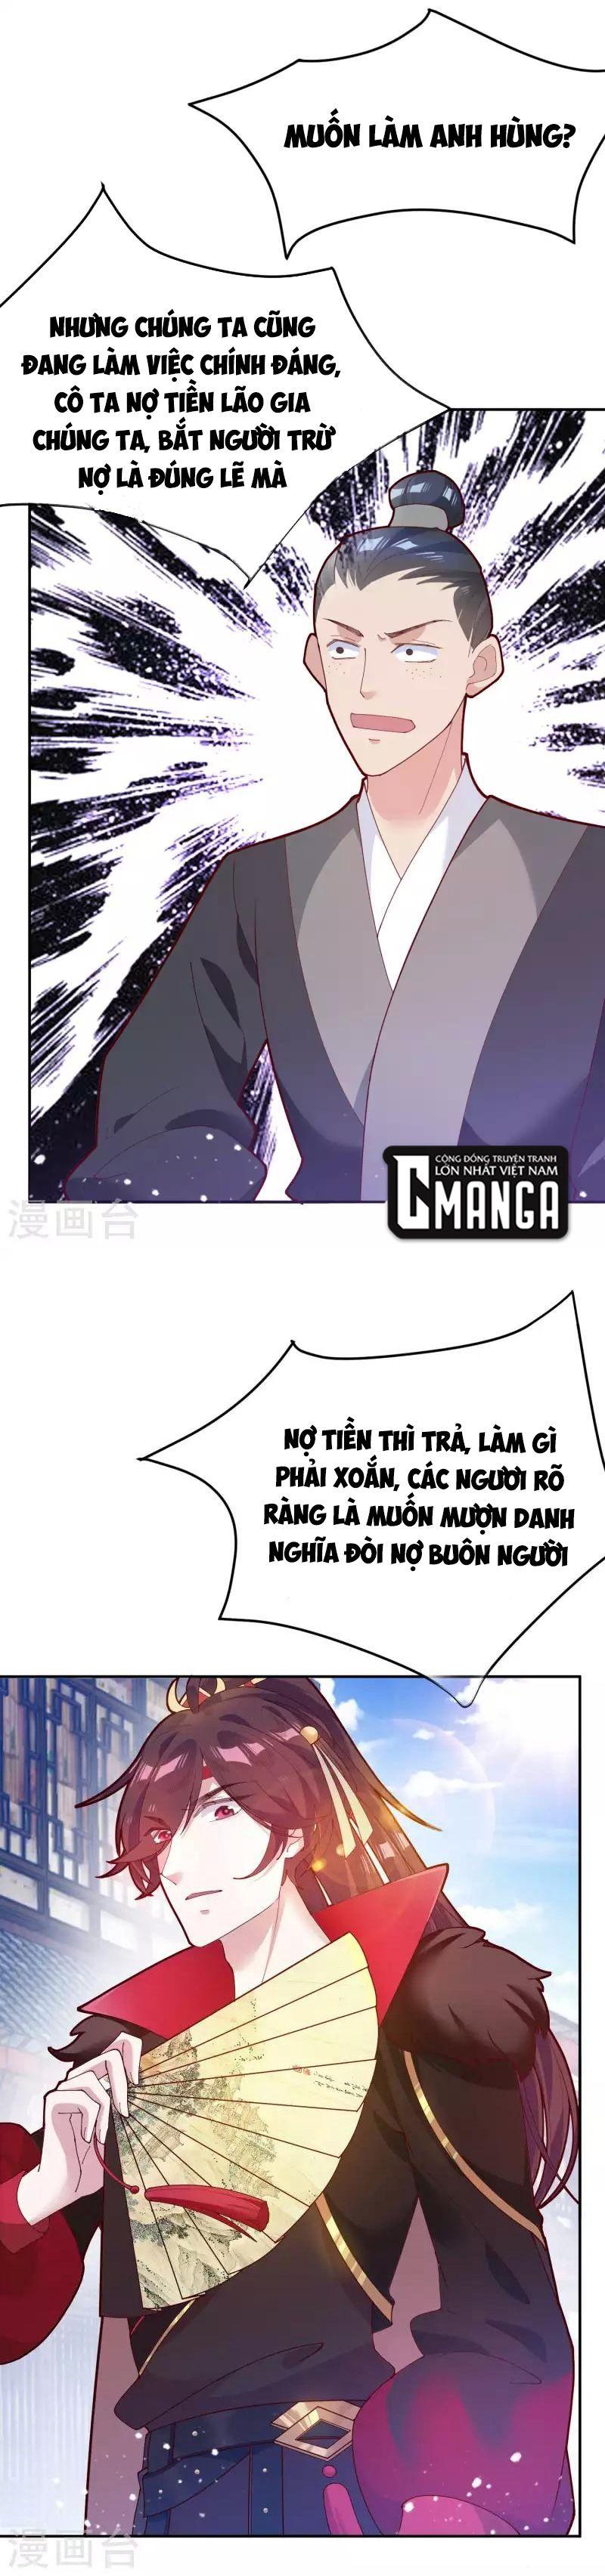 MUỐN LÀM ANH HÙNG?
NHƯNG CHÚNG TA CŨNG
ĐANG LÀM VIỆC CHÍNH ĐÁNG,
CÔ TA NỢ TIỀN LÃO GIA
CHÚNG TA, BẮT NGƯỜI TRỪ
NỢ LÀ ĐÚNG LẼ MÀ
CỘNG ĐỒNG TRUYỆN TRANH
LỚN NHẤT VIỆT NAM
CMANGA
漫画台
NỢ TIỀN THÌ TRẢ, LÀM GÌ
PHẢI XOẮN, CÁC NGƯƠI RÕ
RÀNG LÀ MUỐN MƯỢN DANH
NGHĨA ĐÒI NỢ BUÔN NGƯỜI
漫画台